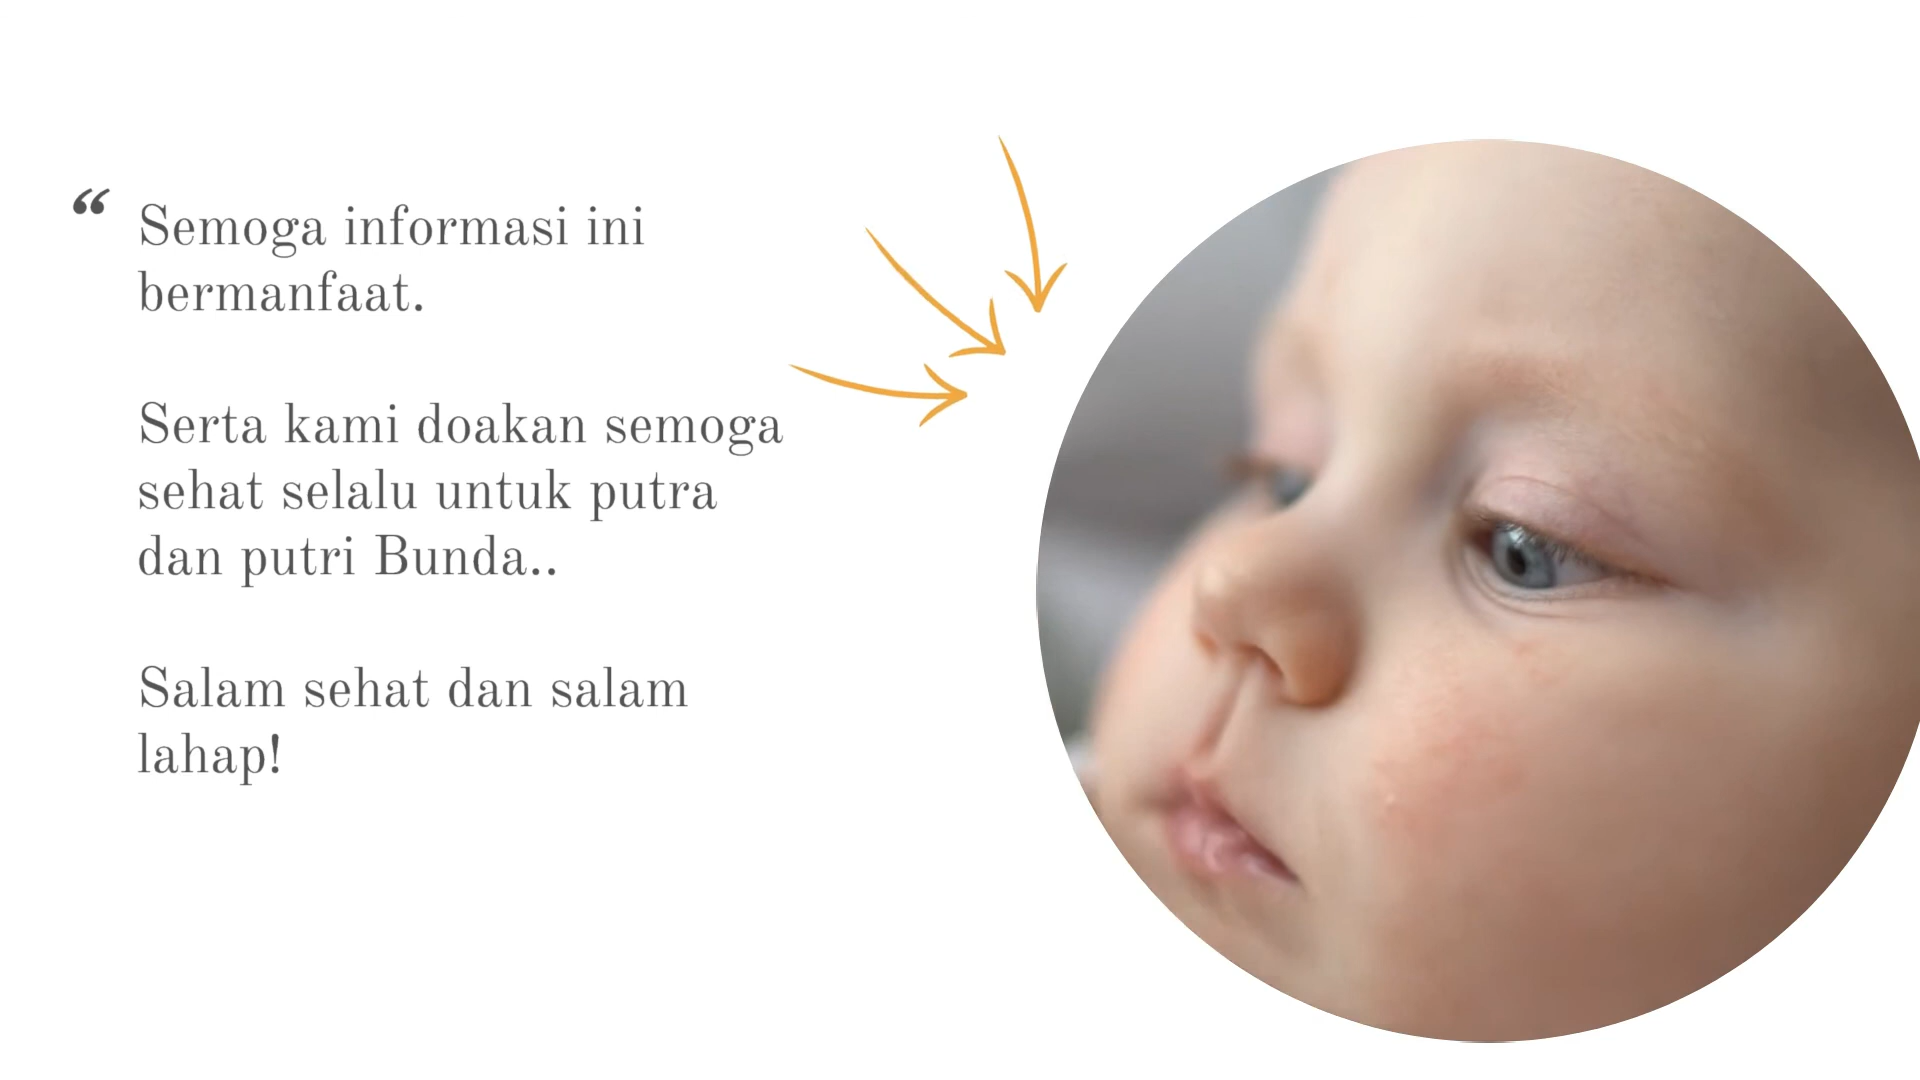 “ Semoga informasi ini
bermanfaat.
Serta kami doakan semoga
sehat selalu untuk putra
dan putri Bunda..
Salam sehat dan salam
lahap!